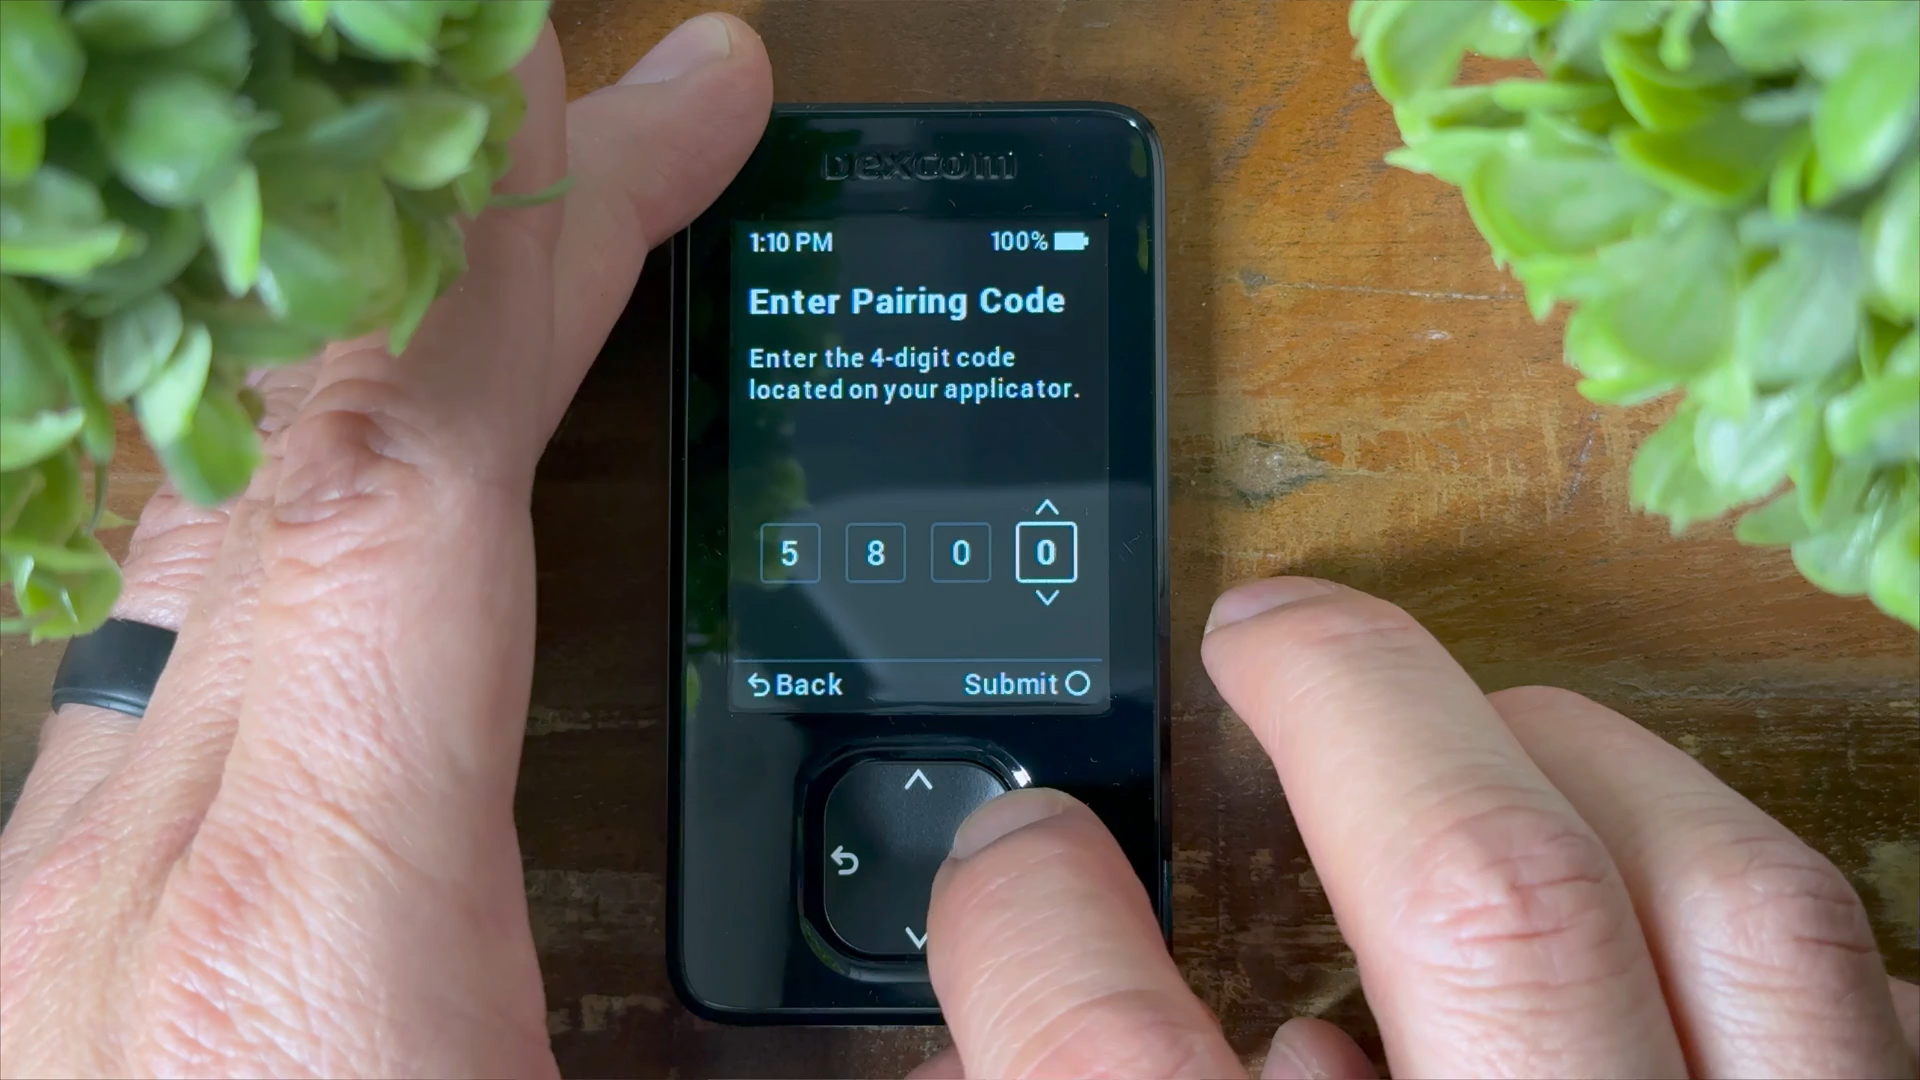 Dexcom
1:10 PM 100%
Enter Pairing Code
Enter the 4-digit code
located on your applicator.
5 8 0 0
Back Submit